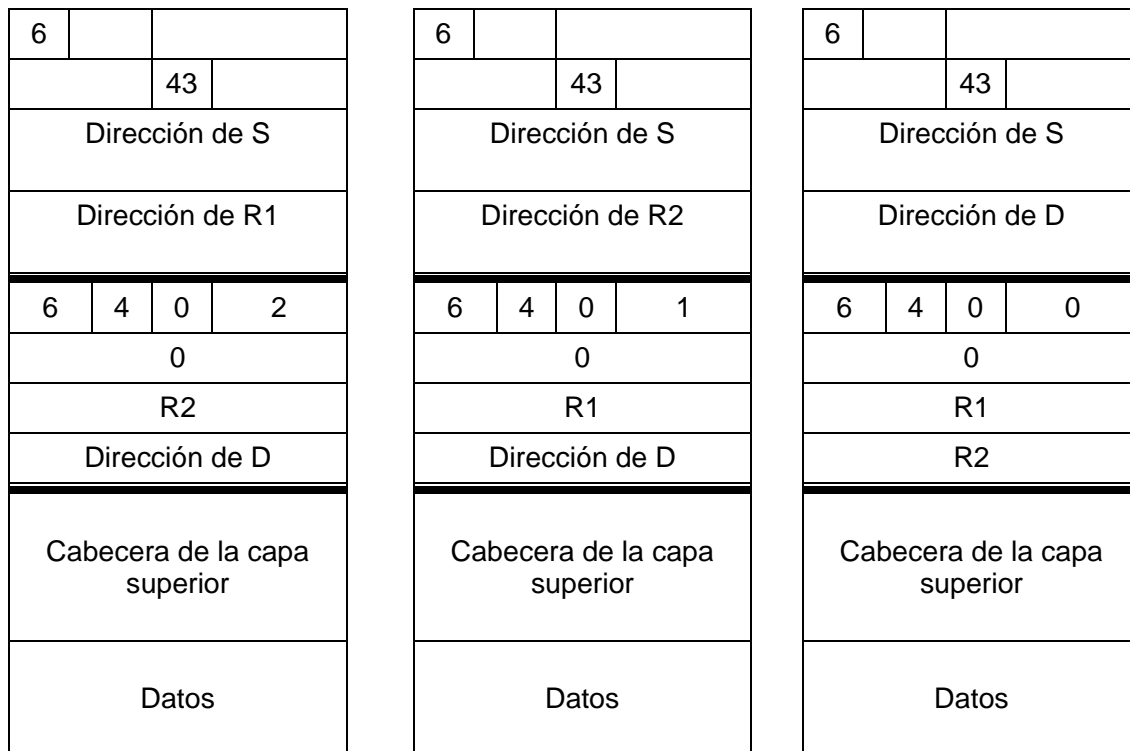 6
43
Dirección de S
Dirección de R1
6 4 0 2
0
R2
Dirección de D
Cabecera de la capa
superior
Datos
6
43
Dirección de S
Dirección de R2
6 4 0 1
0
R1
Dirección de D
Cabecera de la capa
superior
Datos
6
43
Dirección de S
Dirección de D
6 4 0 0
0
R1
R2
Cabecera de la capa
superior
Datos